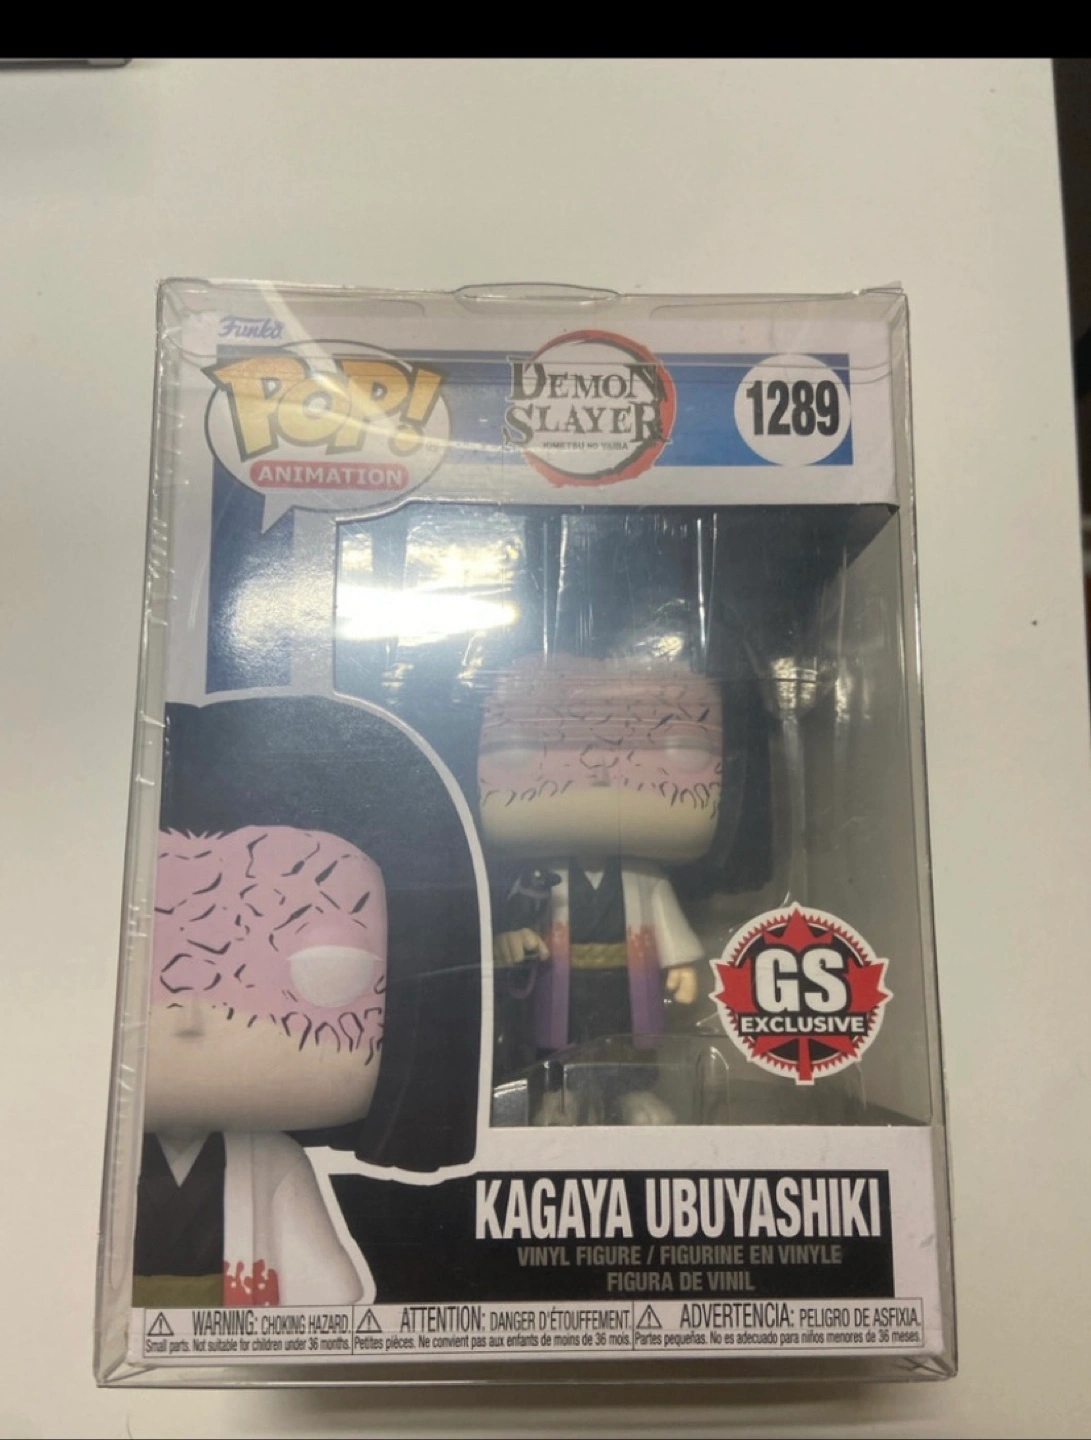 Funko
POP!
ANIMATION
DEMON
SLAYER
KIMETSU NO YAIBA
1289
GS
EXCLUSIVE
KAGAYA UBUYASHIKI
VINYL FIGURE / FIGURINE EN VINYLE
FIGURA DE VINIL
WARNING: CHOKING HAZARD.
Small parts. Not suitable for children under 36 months.
ATTENTION: DANGER D'ÉTOUFFEMENT.
Petites pièces. Ne convient pas aux enfants de moins de 36 mois.
ADVERTENCIA: PELIGRO DE ASFIXIA.
Partes pequeñas. No es adecuado para niños menores de 36 meses.